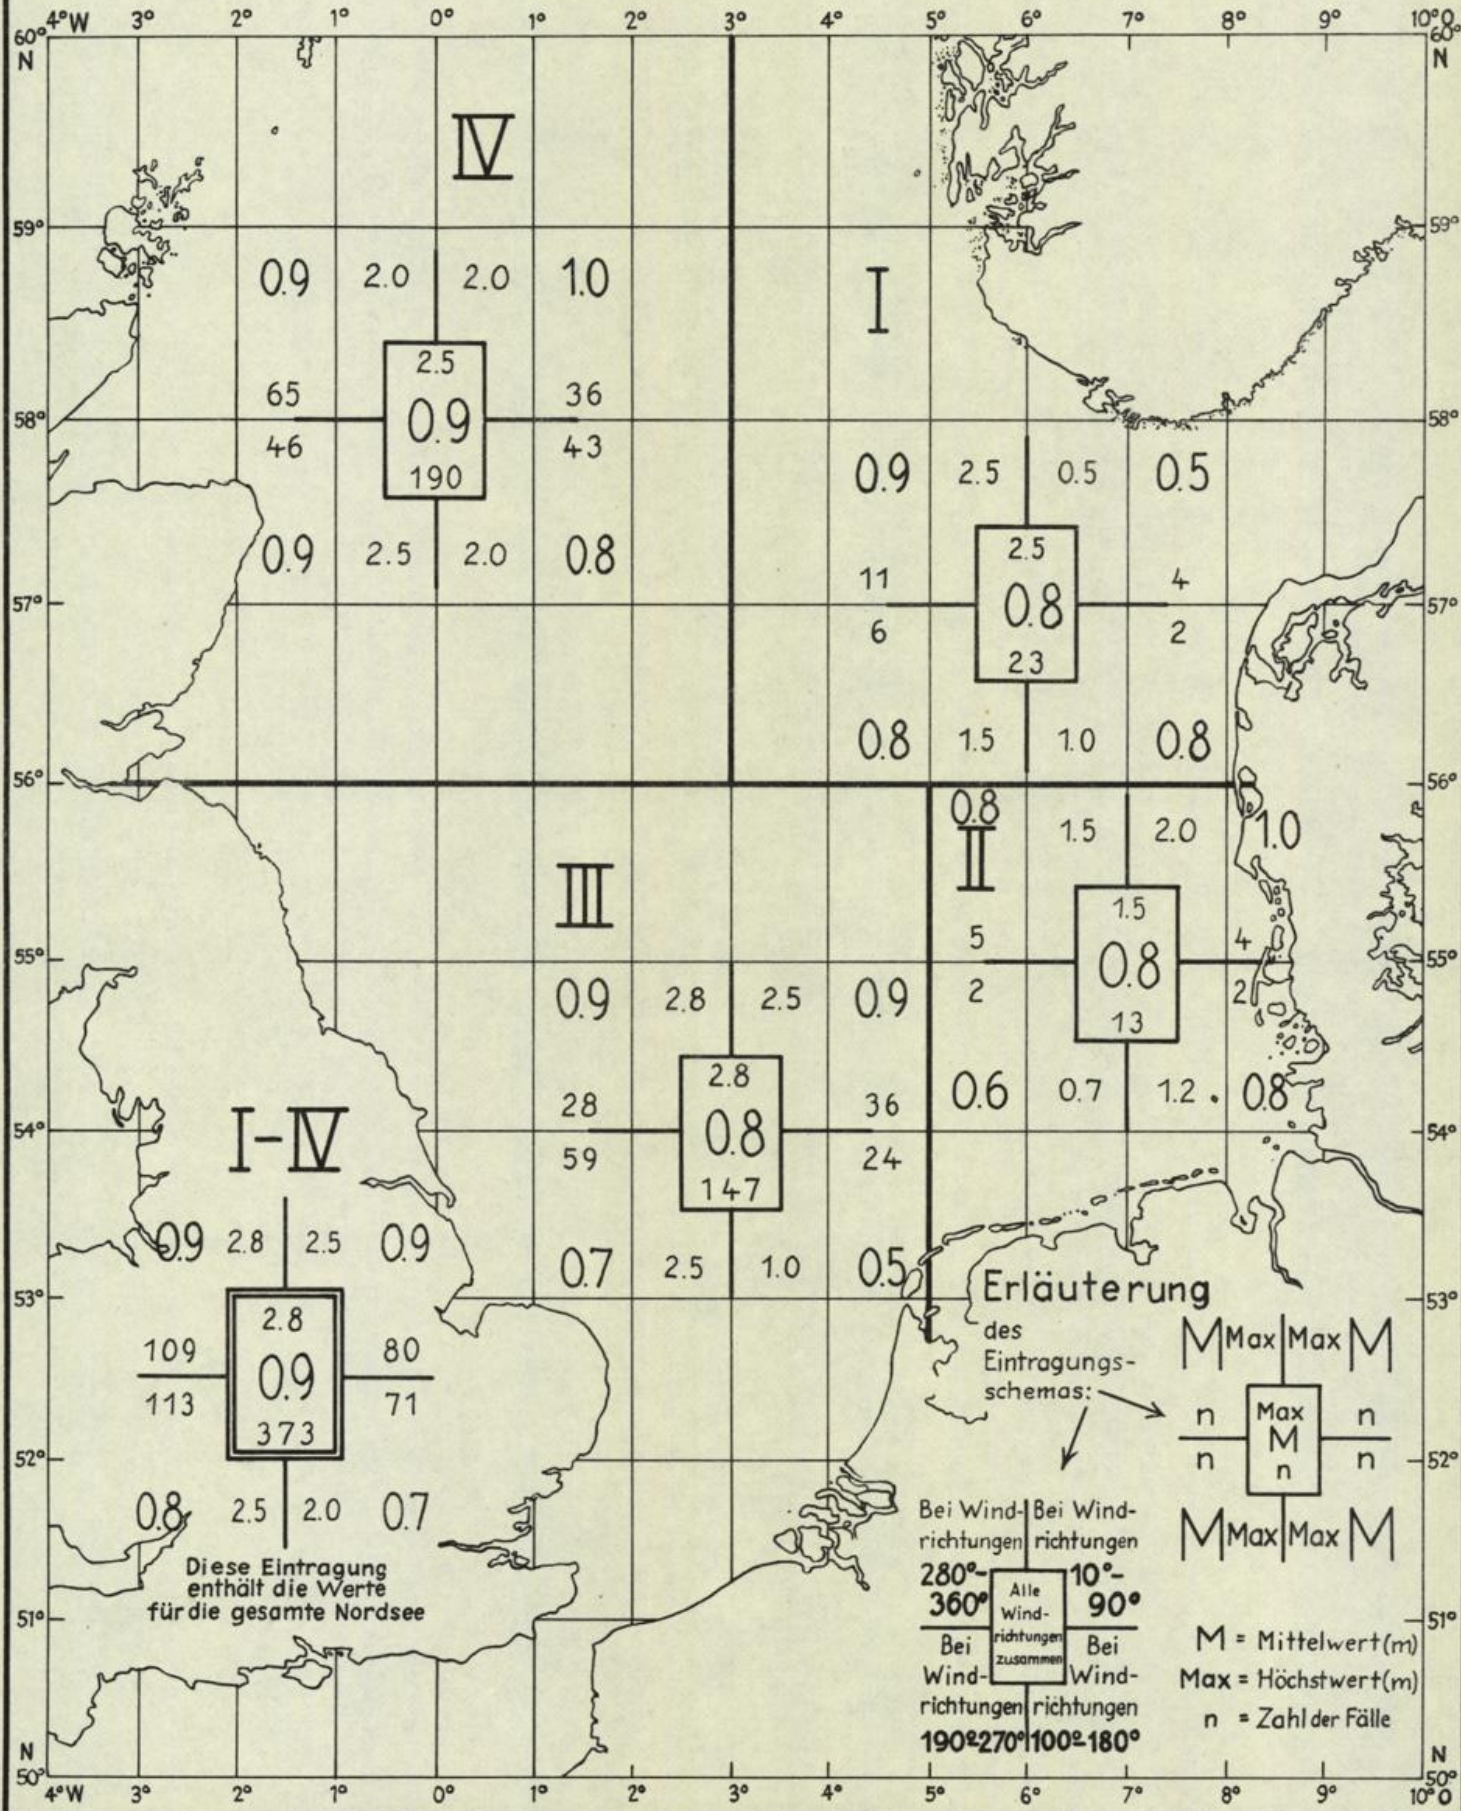 4°W 3° 2° 1° 0° 1° 2° 3° 4° 5° 6° 7° 8° 9° 10°O
60° 60°
N N
IV
59° 59°
0.9 2.0 2.0 1.0
I
2.5
65 36
58° 0.9 58°
46 43
190
0.9 2.5 0.5 0.5
0.9 2.5 2.0 0.8
2.5
11 4
57° 0.8 57°
6 2
23
0.8 1.5 1.0 0.8
56° 56°
0.8
1.5 2.0 1.0
II
III
1.5
5 4
55° 0.8 55°
2 2
13
0.9 2.8 2.5 0.9
2.8
0.6 0.7 1.2 0.8
28 36
54° 0.8 54°
59 24
147
I-IV
0.9 2.8 2.5 0.9
0.7 2.5 1.0 0.5
53° 53°
2.8
109 80
0.9
113 71
373
52° 52°
0.8 2.5 2.0 0.7
Diese Eintragung
enthält die Werte
für die gesamte Nordsee
51° 51°
Erläuterung
des
Eintragungs-
schemas:
M Max Max M
n Max n
M
n n n
M Max Max M
Bei Wind- Bei Wind-
richtungen richtungen
280°- 10°-
360° 90°
Alle
Wind-
richtungen
zusammen
Bei Bei
Wind- Wind-
richtungen richtungen
190°-270° 100°-180°
M = Mittelwert(m)
Max = Höchstwert(m)
n = Zahl der Fälle
N N
50° 50°
4°W 3° 2° 1° 0° 1° 2° 3° 4° 5° 6° 7° 8° 9° 10°O